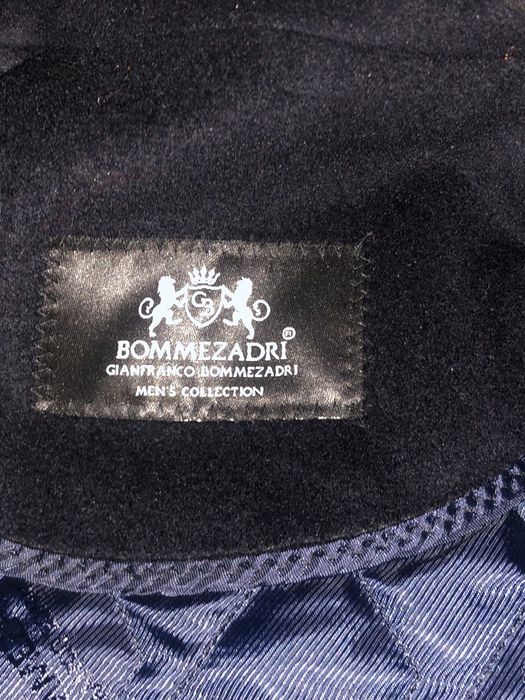 GB
BOMMEZADRI
GIANFRANCO BOMMEZADRI
MEN'S COLLECTION